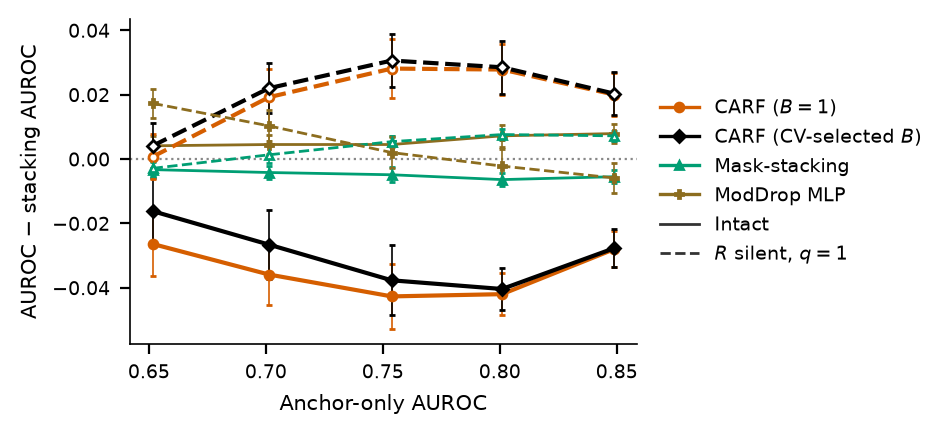 AUROC − stacking AUROC
0.04
0.02
0.00
−0.02
−0.04
0.65 0.70 0.75 0.80 0.85
Anchor-only AUROC
CARF (B = 1)
CARF (CV-selected B)
Mask-stacking
ModDrop MLP
Intact
R silent, q = 1